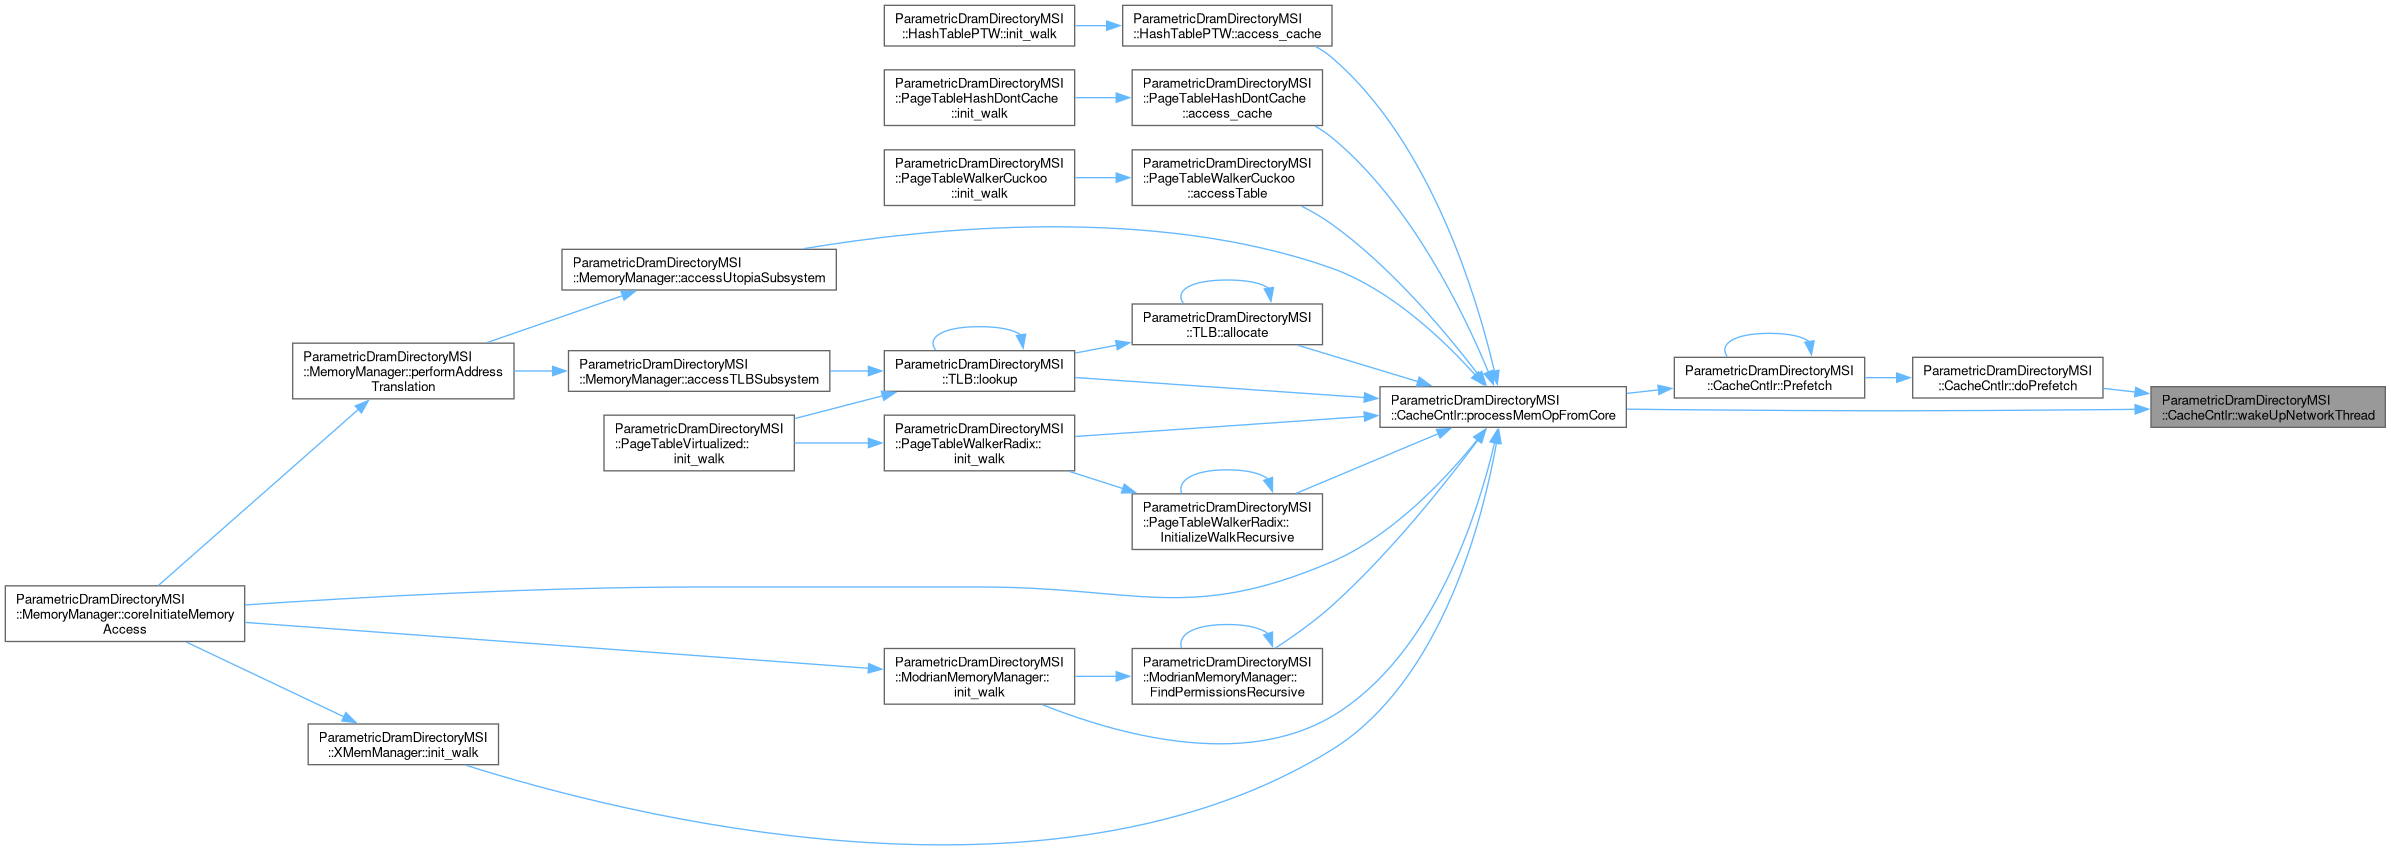 ParametricDramDirectoryMSI
::HashTablePTW::init_walk
ParametricDramDirectoryMSI
::HashTablePTW::access_cache
ParametricDramDirectoryMSI
::PageTableHashDontCache
::init_walk
ParametricDramDirectoryMSI
::PageTableHashDontCache
::access_cache
ParametricDramDirectoryMSI
::PageTableWalkerCuckoo
::init_walk
ParametricDramDirectoryMSI
::PageTableWalkerCuckoo
::accessTable
ParametricDramDirectoryMSI
::MemoryManager::accessUtopiaSubsystem
ParametricDramDirectoryMSI
::TLB::allocate
ParametricDramDirectoryMSI
::MemoryManager::performAddress
Translation
ParametricDramDirectoryMSI
::MemoryManager::accessTLBSubsystem
ParametricDramDirectoryMSI
::TLB::lookup
ParametricDramDirectoryMSI
::CacheCntlr::processMemOpFromCore
ParametricDramDirectoryMSI
::CacheCntlr::Prefetch
ParametricDramDirectoryMSI
::CacheCntlr::doPrefetch
ParametricDramDirectoryMSI
::CacheCntlr::wakeUpNetworkThread
ParametricDramDirectoryMSI
::PageTableVirtualized::
init_walk
ParametricDramDirectoryMSI
::PageTableWalkerRadix::
init_walk
ParametricDramDirectoryMSI
::PageTableWalkerRadix::
InitializeWalkRecursive
ParametricDramDirectoryMSI
::MemoryManager::coreInitiateMemory
Access
ParametricDramDirectoryMSI
::ModrianMemoryManager::
init_walk
ParametricDramDirectoryMSI
::ModrianMemoryManager::
FindPermissionsRecursive
ParametricDramDirectoryMSI
::XMemManager::init_walk